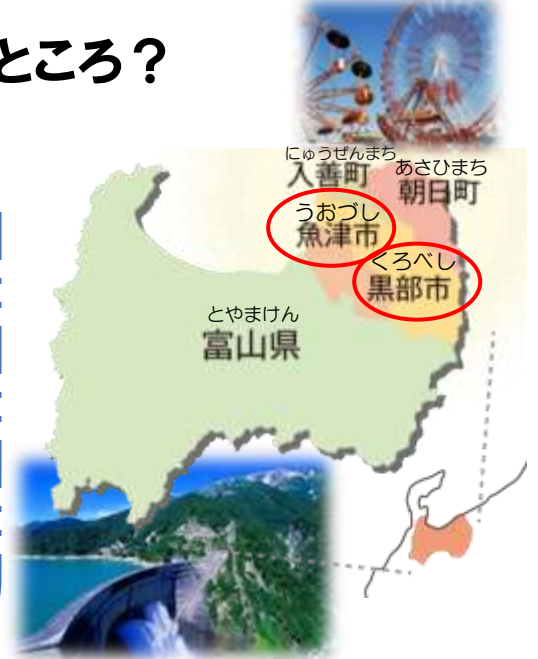 ところ？
にゅうぜんまち
入善町
あさひまち
朝日町
うおづし
魚津市
くろべし
黒部市
とやまけん
富山県